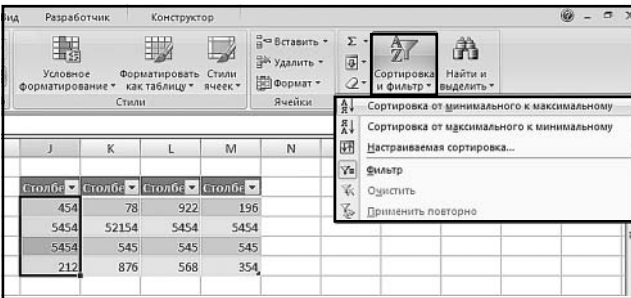 Вид Разработчик Конструктор
Условное форматирование
Форматировать как таблицу
Стили ячеек
Стили
Вставить
Удалить
Формат
Ячейки
Сортировка и фильтр
Найти и выделить
Сортировка от минимального к максимальному
Сортировка от максимального к минимальному
Настраиваемая сортировка...
Фильтр
Очистить
Применить повторно
J K L M N
Столбе Столбе Столбе Столбе
454 78 922 196
5454 52154 5454 5454
5454 545 545 545
212 876 568 354